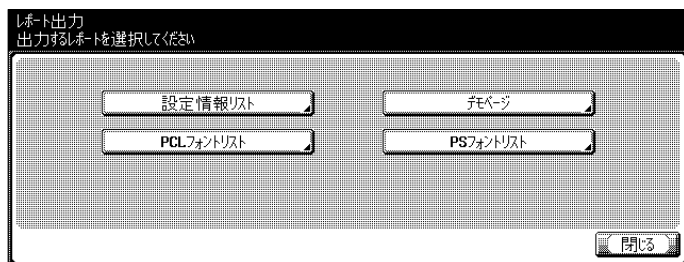 ﾚﾎﾟｰﾄ出力
出力するﾚﾎﾟｰﾄを選択してください
設定情報ﾘｽﾄ
ﾃﾞﾓﾍﾟｰｼﾞ
PCLﾌｫﾝﾄﾘｽﾄ
PSﾌｫﾝﾄﾘｽﾄ
閉じる